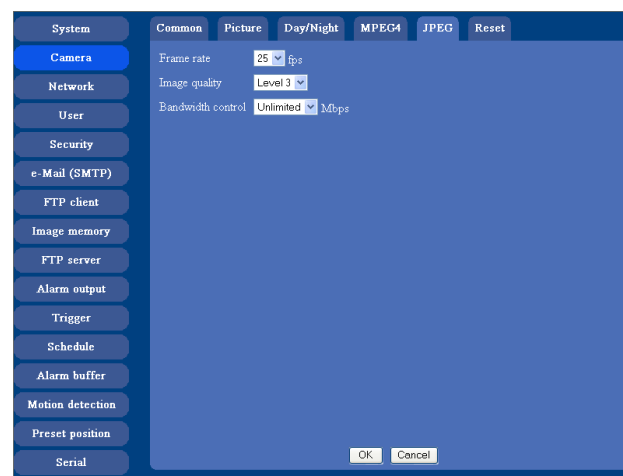 System
Camera
Network
User
Security
e-Mail (SMTP)
FTP client
Image memory
FTP server
Alarm output
Trigger
Schedule
Alarm buffer
Motion detection
Preset position
Serial
Common Picture Day/Night MPEG4 JPEG Reset
Frame rate 25 fps
Image quality Level 3
Bandwidth control Unlimited Mbps
OK Cancel